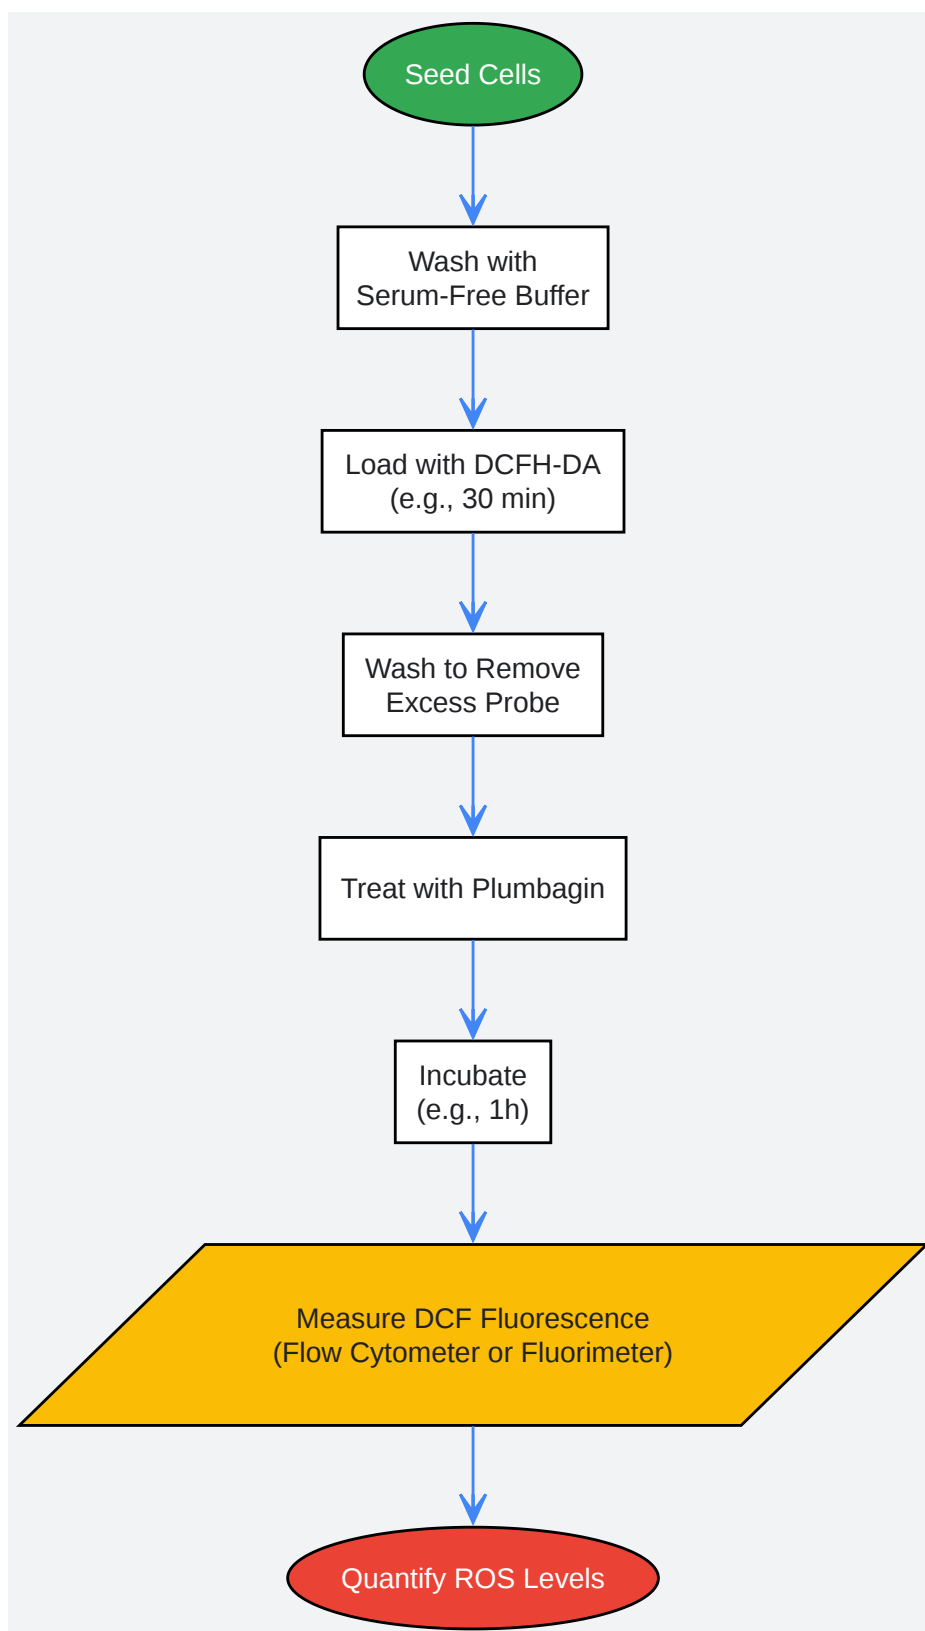 Seed Cells
Wash with
Serum-Free Buffer
Load with DCFH-DA
(e.g., 30 min)
Wash to Remove
Excess Probe
Treat with Plumbagin
Incubate
(e.g., 1h)
Measure DCF Fluorescence
(Flow Cytometer or Fluorimeter)
Quantify ROS Levels